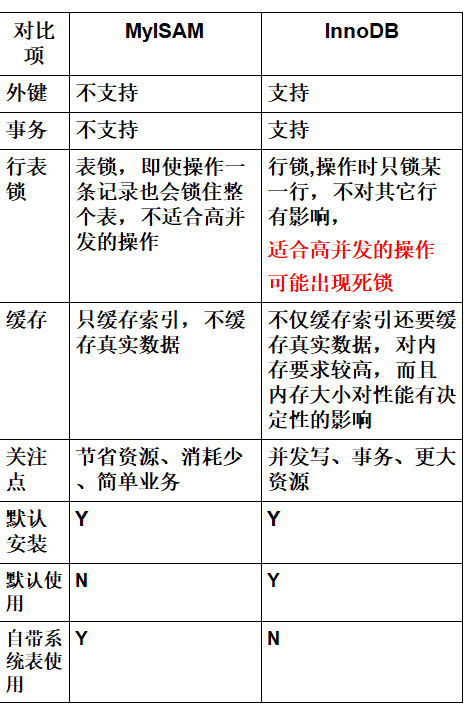 对比项 MyISAM InnoDB
外键 不支持 支持
事务 不支持 支持
行表锁
表锁，即使操作一
条记录也会锁住整
个表，不适合高并
发的操作
行锁,操作时只锁某
一行，不对其它行
有影响，
适合高并发的操作
可能出现死锁
缓存
只缓存索引，不缓
存真实数据
不仅缓存索引还要缓
存真实数据，对内
存要求较高，而且
内存大小对性能有决
定性的影响
关注点
节省资源、消耗少
、简单业务
并发写、事务、更大
资源
默认安装 Y Y
默认使用 N Y
自带系统表使用 Y N